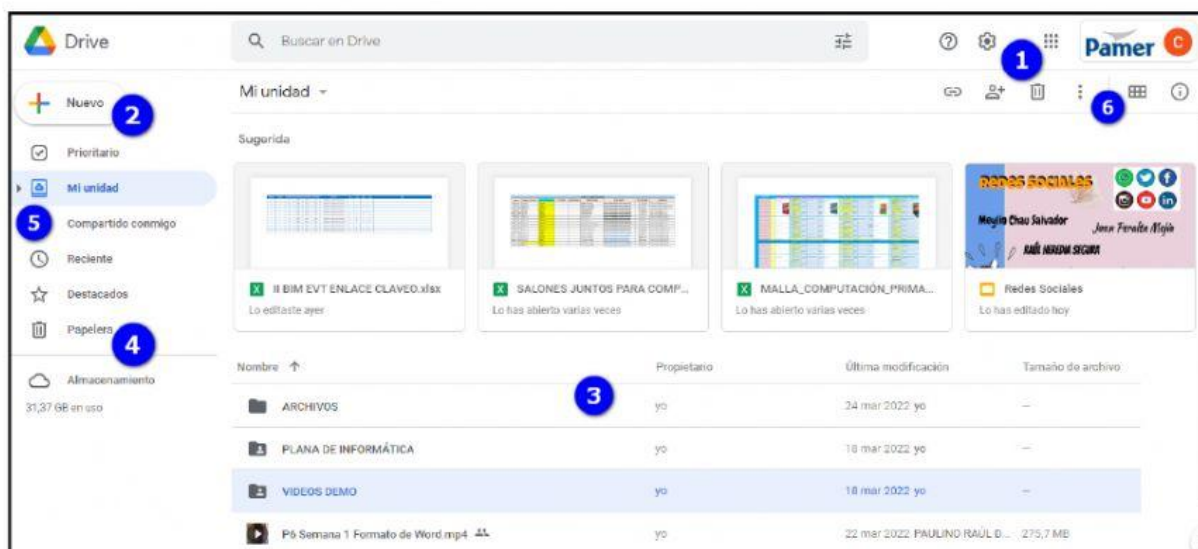 Drive
Buscar en Drive
1
Pamer C
Nuevo
2
Mi unidad
6
Prioritario
Mi unidad
5
Compartido conmigo
Reciente
Destacados
Papelera
4
Almacenamiento
31,37 GB en uso
Sugerida
II BIM EVT ENLACE CLAVEO.xlsx
Lo editaste ayer
SALONES JUNTOS PARA COMP...
Lo has abierto varias veces
MALLA_COMPUTACIÓN_PRIMA...
Lo has abierto varias veces
REDES SOCIALES
Meylin Chau Salvador
Juan Peralta Mejía
RAÚL HEREDIA SEGURA
Redes Sociales
Lo has editado hoy
Nombre Propietario Última modificación Tamaño de archivo
3
ARCHIVOS yo 24 mar 2022 yo —
PLANA DE INFORMÁTICA yo 18 mar 2022 yo —
VIDEOS DEMO yo 18 mar 2022 yo —
P6 Semana 1 Formato de Word.mp4 yo 22 mar 2022 PAULINO RAÚL D... 275,7 MB